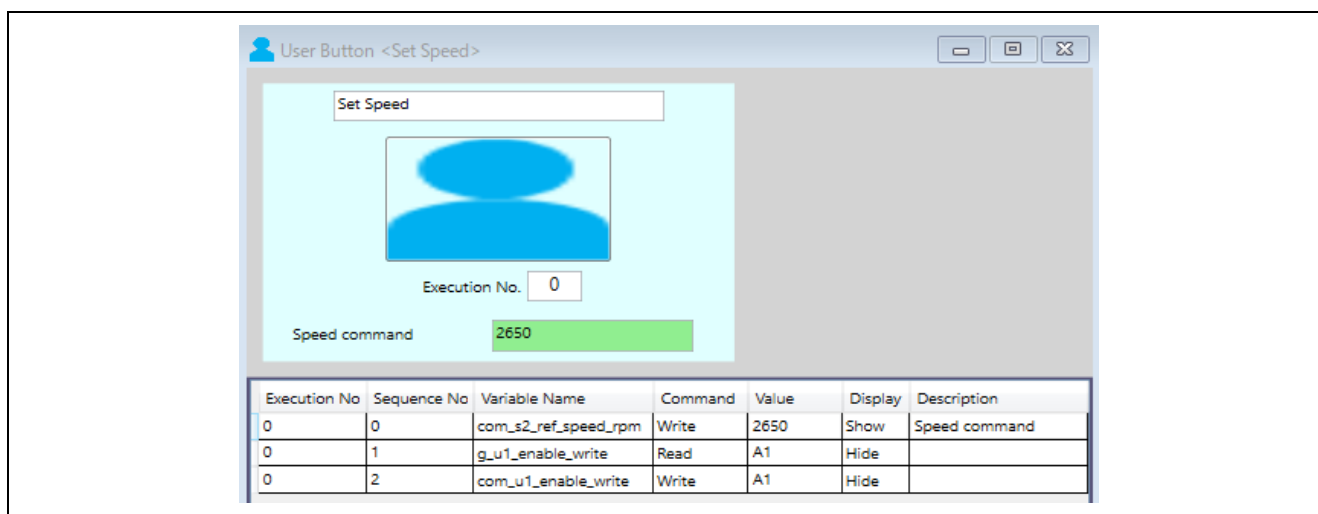 User Button <Set Speed>
Set Speed
Execution No. 0
Speed command 2650
Execution No Sequence No Variable Name Command Value Display Description
0 0 com_s2_ref_speed_rpm Write 2650 Show Speed command
0 1 g_u1_enable_write Read A1 Hide
0 2 com_u1_enable_write Write A1 Hide